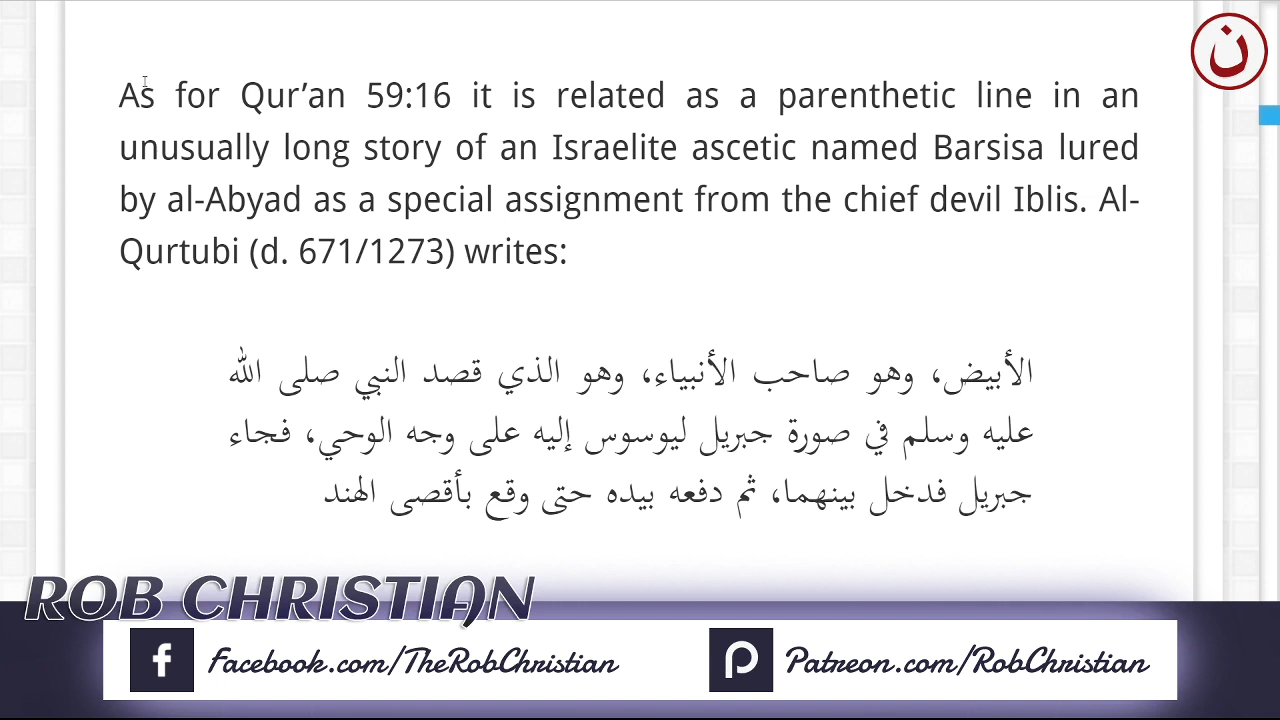 ن
As for Qur’an 59:16 it is related as a parenthetic line in an
unusually long story of an Israelite ascetic named Barsisa lured
by al-Abyad as a special assignment from the chief devil Iblis. Al-
Qurtubi (d. 671/1273) writes:
الأبيض، وهو صاحب الأنبياء، وهو الذي قصد النبي صلى الله
عليه وسلم في صورة جبريل ليوسوس إليه على وجه الوحي، فجاء
جبريل فدخل بينهما، ثم دفعه بيده حتى وقع بأقصى الهند
ROB CHRISTIAN
f Facebook.com/TheRobChristian
Patreon.com/RobChristian